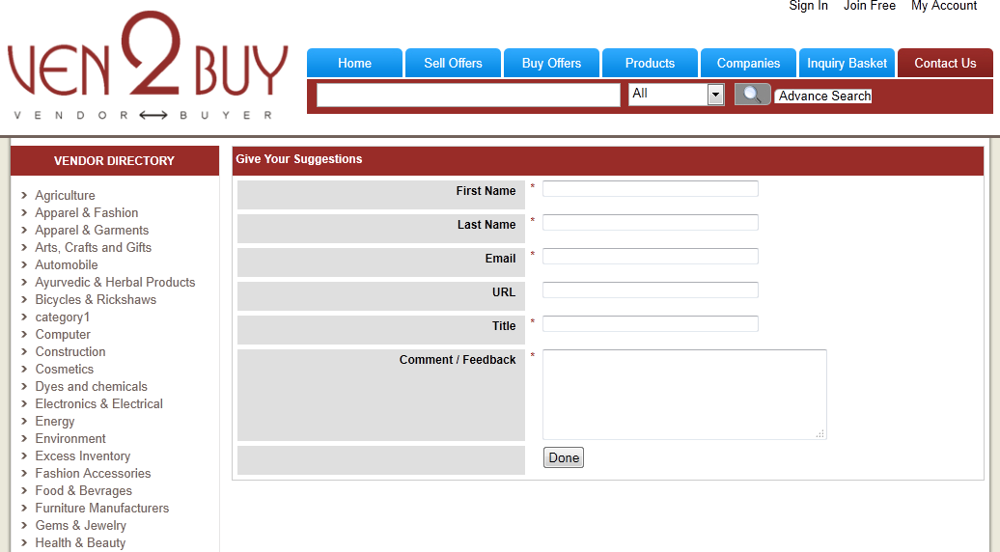 Sign In Join Free My Account
VEN2BUY
VENDOR BUYER
Home Sell Offers Buy Offers Products Companies Inquiry Basket Contact Us
All Advance Search
VENDOR DIRECTORY
Agriculture
Apparel & Fashion
Apparel & Garments
Arts, Crafts and Gifts
Automobile
Ayurvedic & Herbal Products
Bicycles & Rickshaws
category1
Computer
Construction
Cosmetics
Dyes and chemicals
Electronics & Electrical
Energy
Environment
Excess Inventory
Fashion Accessories
Food & Bevrages
Furniture Manufacturers
Gems & Jewelry
Health & Beauty
Give Your Suggestions
First Name *
Last Name *
Email *
URL
Title *
Comment / Feedback *
Done